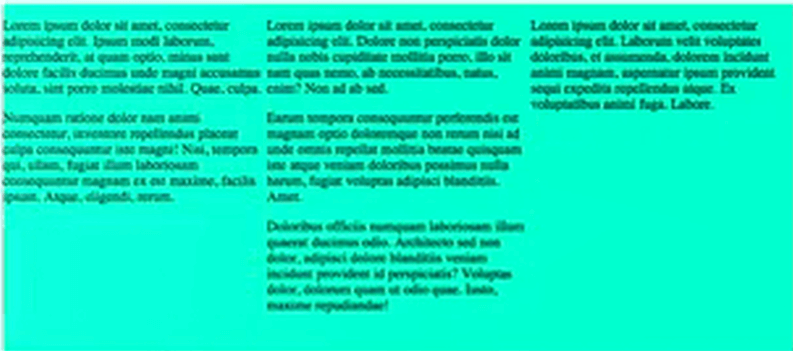 Lorem ipsum dolor sit amet, consectetur
adipisicing elit. Ipsum modi laborum,
reprehenderit, at quam optio, minus sunt
dolore facilis ducimus unde magni accusamus
soluta, sint porro molestiae nihil. Quae, culpa.
Numquam ratione dolor nam animi
consectetur, inventore repellendus placeat
culpa consequuntur iste magni! Nisi, tempora
qui, ullam, fugiat illum laboriosam
consequuntur magnam ex est maxime, facilis
ipsum. Atque, eligendi, rerum.
Lorem ipsum dolor sit amet, consectetur
adipisicing elit. Dolore non perspiciatis dolor
nulla nobis cupiditate mollitia porro, illo sit
nam quas nemo, ab necessitatibus, natus,
enim? Non ad ab sed.
Earum tempora consequuntur perferendis est
magnam optio doloremque non rerum nisi ad
unde omnis repellat mollitia beatae quisquam
iste atque veniam doloribus possimus nulla
harum, fugiat voluptas adipisci blanditiis.
Amet.
Doloribus officiis numquam laboriosam illum
quaerat ducimus odio. Architecto sed non
dolor, adipisci dolore blanditiis veniam
incidunt provident id perspiciatis? Voluptas
dolor, dolorum quam ut odio quae. Iusto,
maxime repudiandae!
Lorem ipsum dolor sit amet, consectetur
adipisicing elit. Laborum velit voluptates
doloribus, et assumenda, dolorem incidunt
animi magnam, aspernatur ipsum provident
sequi expedita repellendus atque. Ex
voluptatibus animi fuga. Labore.